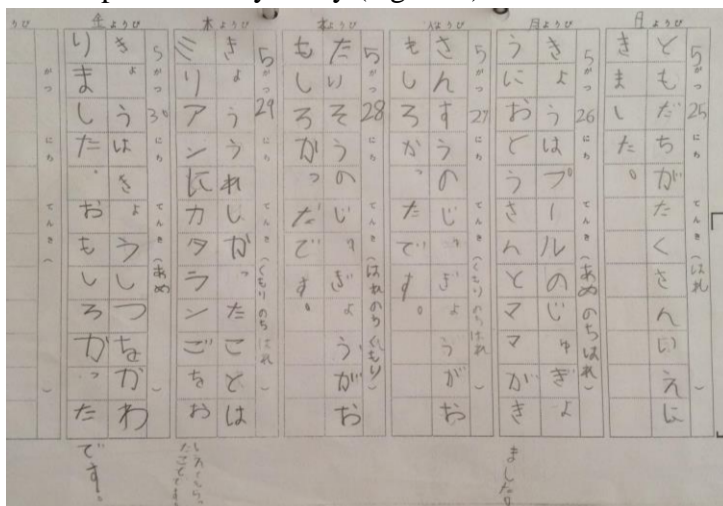 日ようび
5がつ25にち てんき(はれ)
ともだちがたくさんいえに
きました。
月ようび
5がつ26にち てんき(あめのちはれ)
きょうはプールのじゅぎょ
うにおとうさんとママがき
ました。
火ようび
5がつ27にち てんき(くもりのちはれ)
さんすうのじゅぎょうがお
もしろかったです。
水ようび
5がつ28にち てんき(はれのちくもり)
たいそうのじゅぎょうがお
もしろがっだです。
木ようび
5がつ29にち てんき(くもりのちはれ)
きょううれしかったことは
ミリアンにカタランごをお
金ようび
5がつ30にち てんき(あめ)
きょうはきょうしつをかわ
りました。おもしろかった
です。
ようび
がつ にち てんき( )